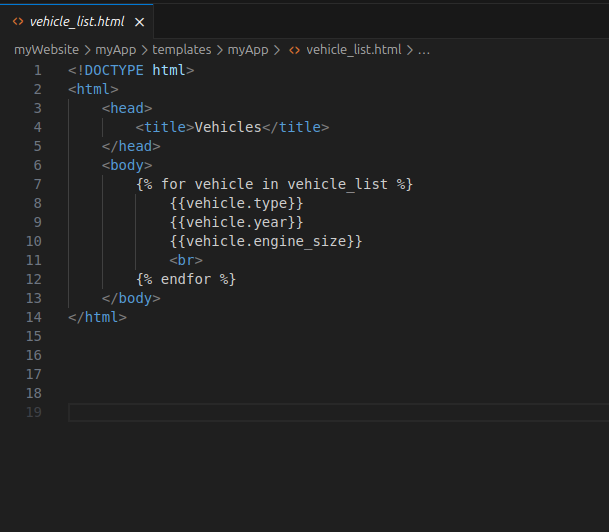 <> vehicle_list.html ×
myWebsite > myApp > templates > myApp > <> vehicle_list.html > ...
1 <!DOCTYPE html>
2 <html>
3 <head>
4 <title>Vehicles</title>
5 </head>
6 <body>
7 {% for vehicle in vehicle_list %}
8 {{vehicle.type}}
9 {{vehicle.year}}
10 {{vehicle.engine_size}}
11 <br>
12 {% endfor %}
13 </body>
14 </html>
15
16
17
18
19